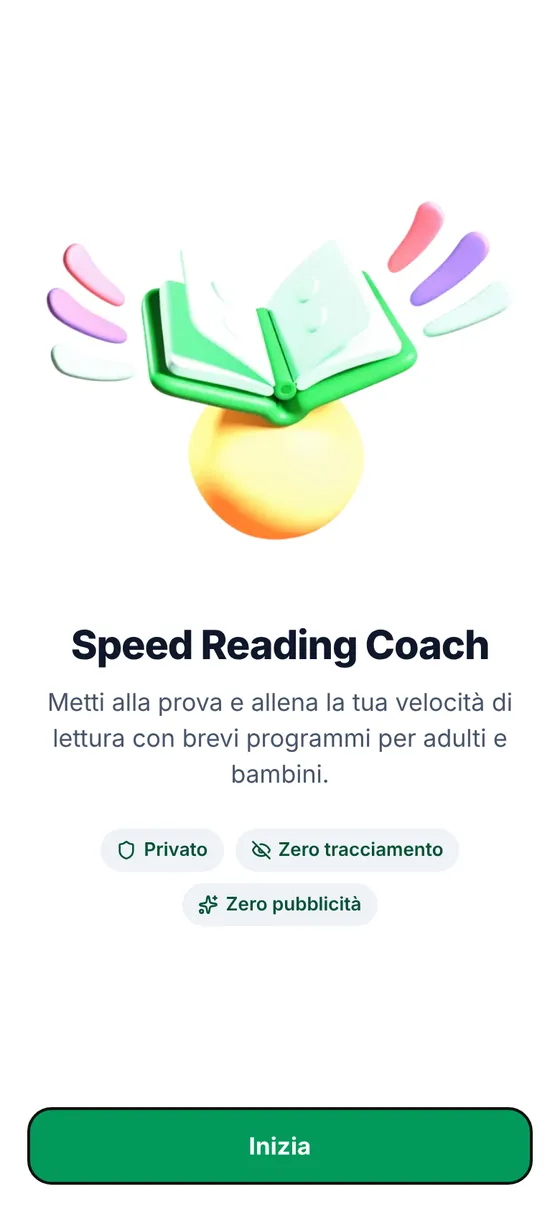 Speed Reading Coach
Metti alla prova e allena la tua velocità di
lettura con brevi programmi per adulti e
bambini.
Privato
Zero tracciamento
Zero pubblicità
Inizia